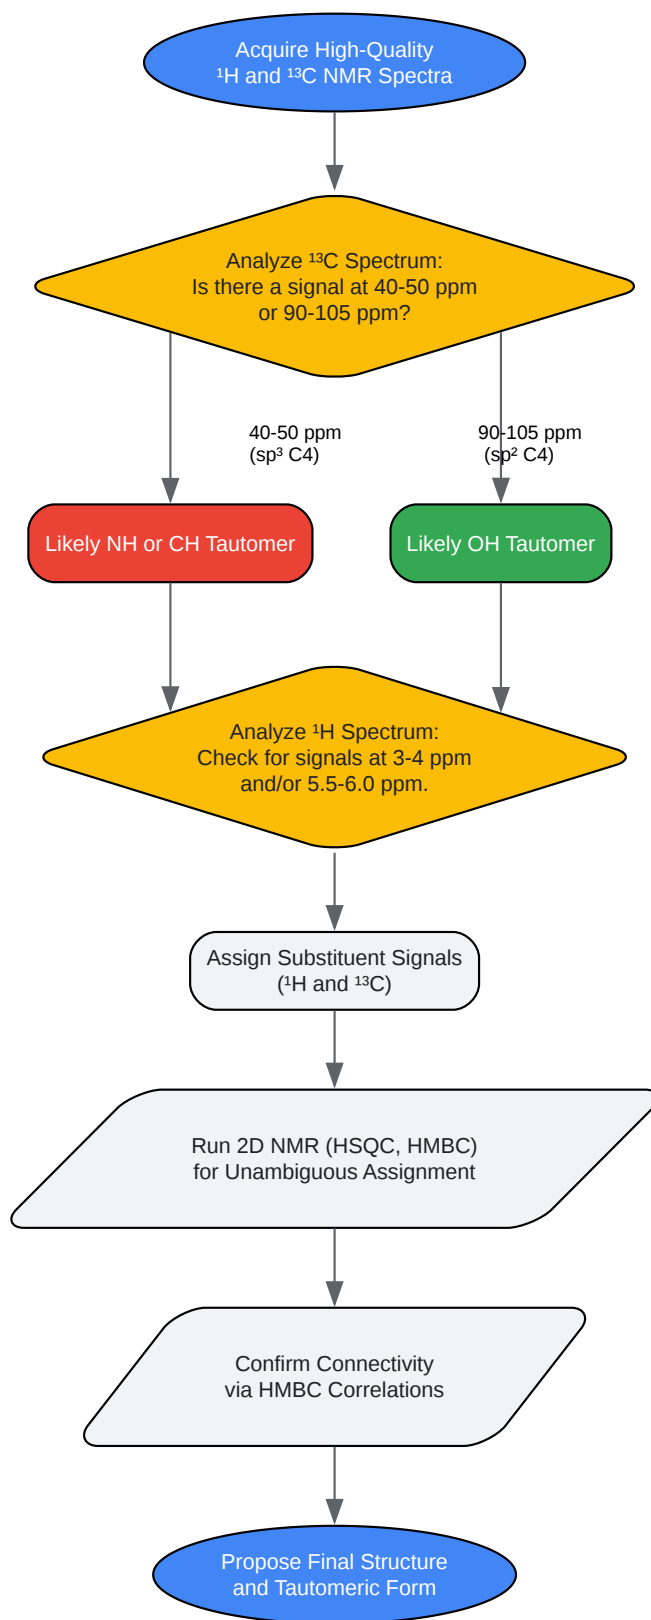 Acquire High-Quality
¹H and ¹³C NMR Spectra
Analyze ¹³C Spectrum:
Is there a signal at 40-50 ppm
or 90-105 ppm?
40-50 ppm
(sp³ C4)
90-105 ppm
(sp² C4)
Likely NH or CH Tautomer
Likely OH Tautomer
Analyze ¹H Spectrum:
Check for signals at 3-4 ppm
and/or 5.5-6.0 ppm.
Assign Substituent Signals
(¹H and ¹³C)
Run 2D NMR (HSQC, HMBC)
for Unambiguous Assignment
Confirm Connectivity
via HMBC Correlations
Propose Final Structure
and Tautomeric Form